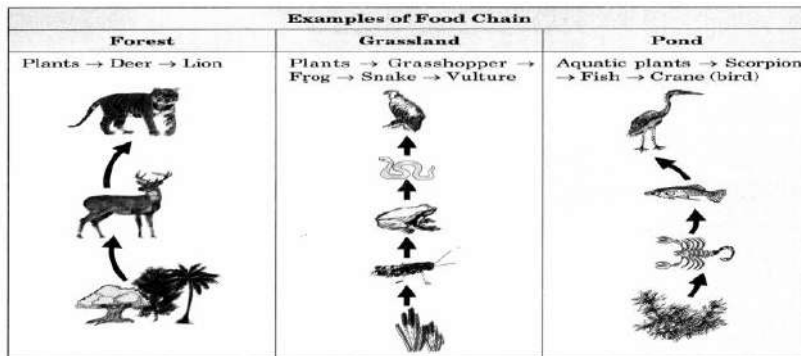 Examples of Food Chain
Forest
Grassland
Pond
Plants → Deer → Lion
Plants → Grasshopper →
Frog → Snake → Vulture
Aquatic plants → Scorpion
→ Fish → Crane (bird)